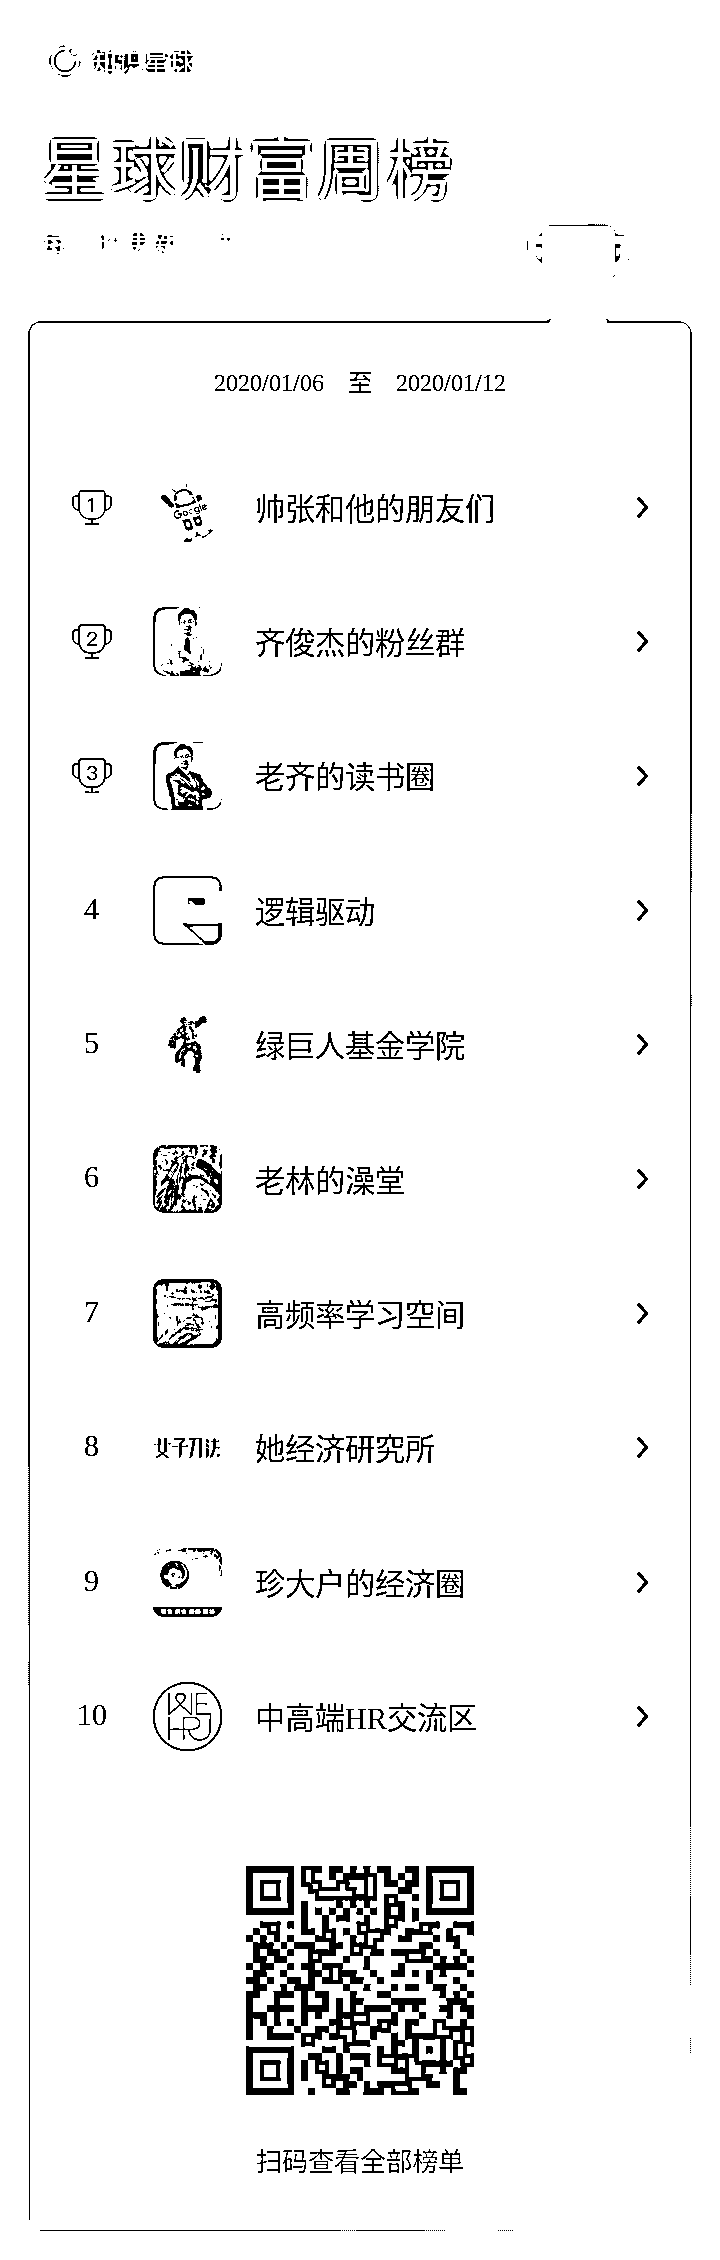 知识星球
星球财富周榜
2020/01/06 至 2020/01/12
1
Google
帅张和他的朋友们
2
齐俊杰的粉丝群
3
老齐的读书圈
4
逻辑驱动
5
绿巨人基金学院
6
老林的澡堂
7
高频率学习空间
8
女子刀法
她经济研究所
9
珍大户的经济圈
10
中高端HR交流区
扫码查看全部榜单